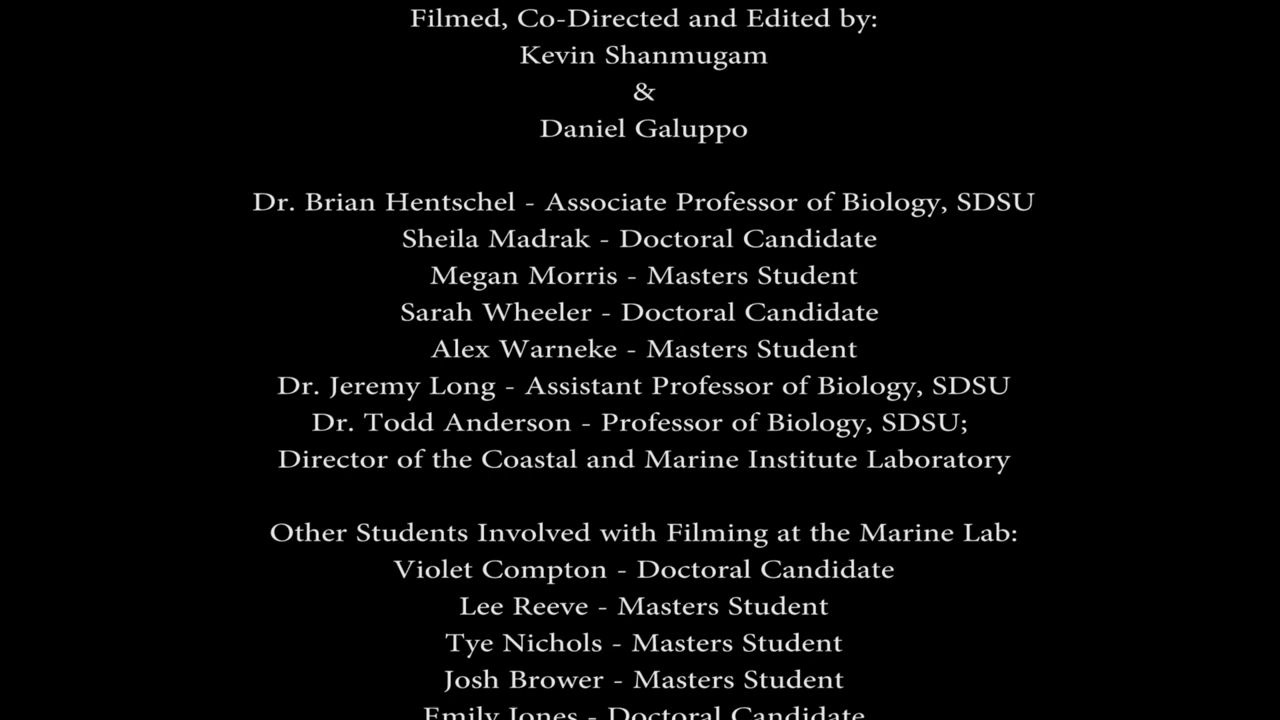 Filmed, Co-Directed and Edited by:
Kevin Shanmugam
&
Daniel Galuppo
Dr. Brian Hentschel - Associate Professor of Biology, SDSU
Sheila Madrak - Doctoral Candidate
Megan Morris - Masters Student
Sarah Wheeler - Doctoral Candidate
Alex Warneke - Masters Student
Dr. Jeremy Long - Assistant Professor of Biology, SDSU
Dr. Todd Anderson - Professor of Biology, SDSU;
Director of the Coastal and Marine Institute Laboratory
Other Students Involved with Filming at the Marine Lab:
Violet Compton - Doctoral Candidate
Lee Reeve - Masters Student
Tye Nichols - Masters Student
Josh Brower - Masters Student
Emily Jones - Doctoral Candidate